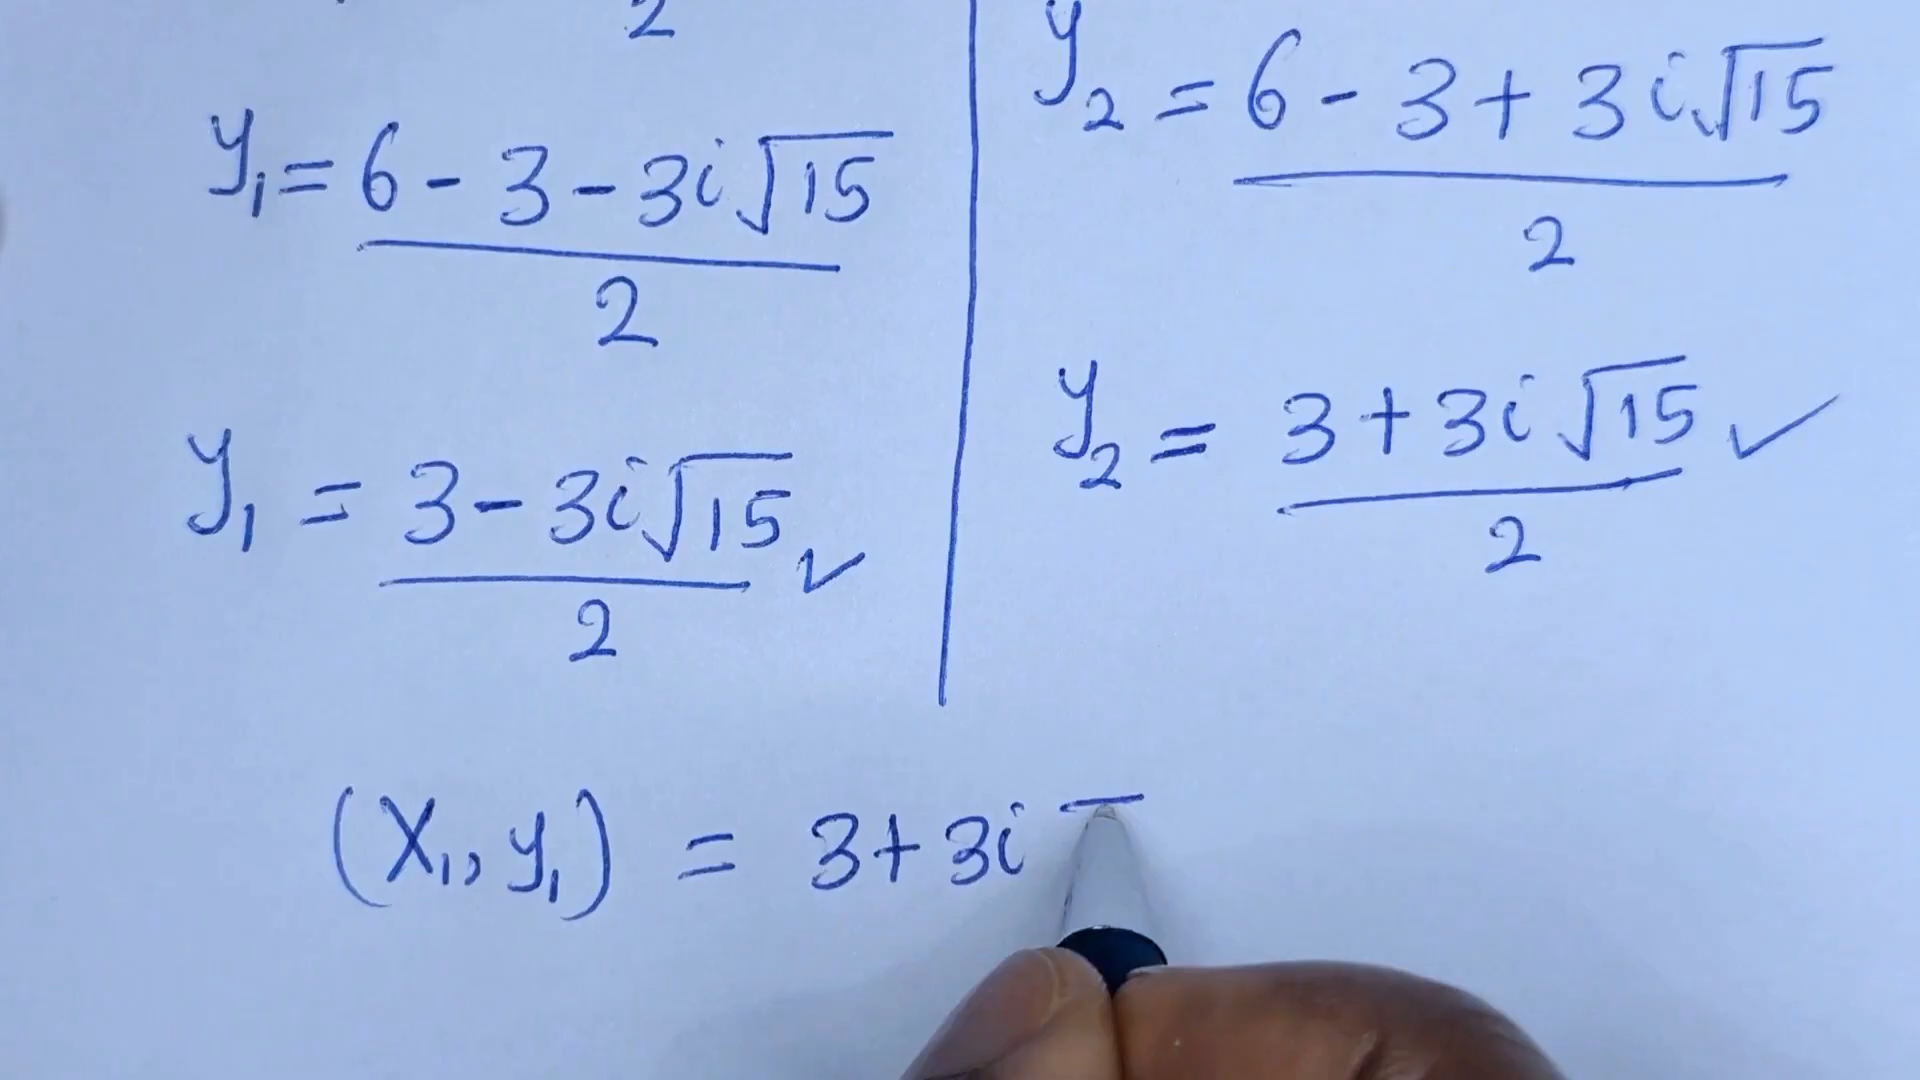 2
y₁ = 6 - 3 - 3i√15
2
y₁ = 3 - 3i√15 ✓
2
y₂ = 6 - 3 + 3i√15
2
y₂ = 3 + 3i√15 ✓
2
(x₁, y₁) = 3 + 3i